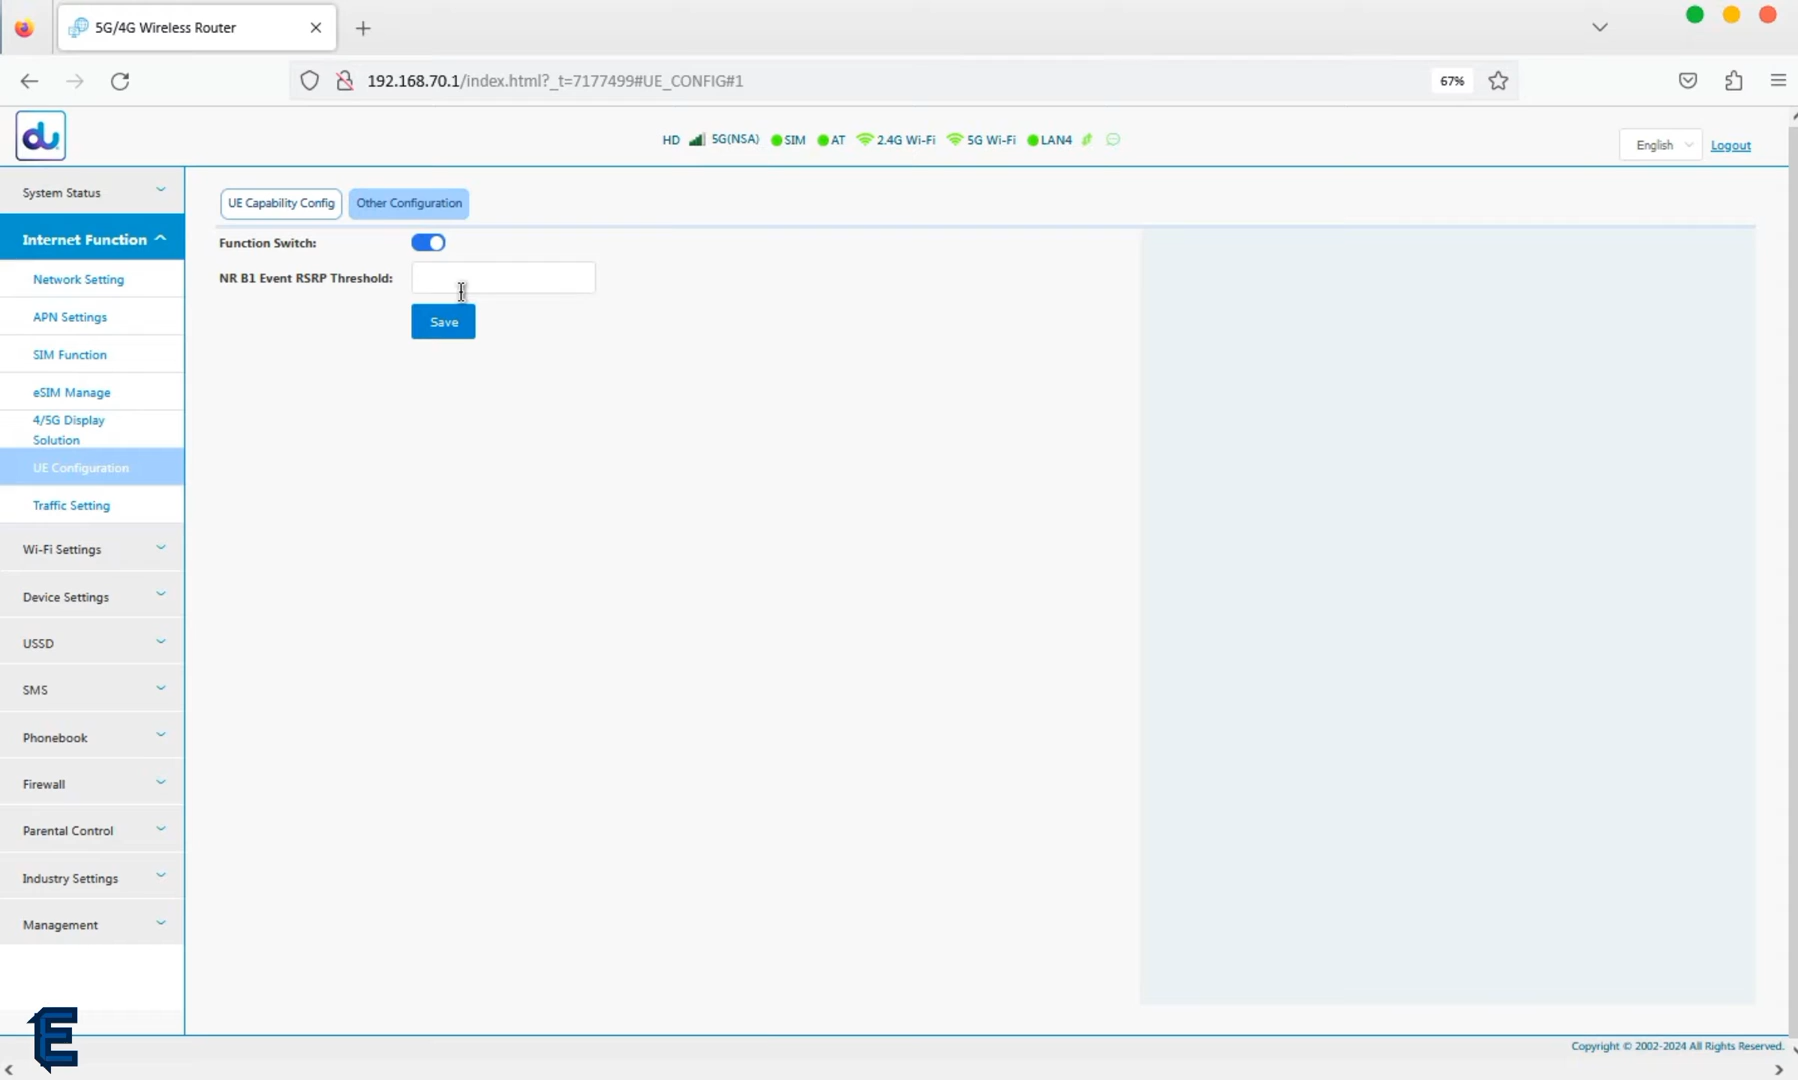 5G/4G Wireless Router
192.168.70.1/index.html?_t=7177499#UE_CONFIG#1
67%
du
HD 5G(NSA) SIM AT 2.4G Wi-Fi 5G Wi-Fi LAN4
English
Logout
System Status
Internet Function
Network Setting
APN Settings
SIM Function
eSIM Manage
4/5G Display
Solution
UE Configuration
Traffic Setting
Wi-Fi Settings
Device Settings
USSD
SMS
Phonebook
Firewall
Parental Control
Industry Settings
Management
UE Capability Config
Other Configuration
Function Switch:
NR B1 Event RSRP Threshold:
Save
E
Copyright © 2002-2024 All Rights Reserved.